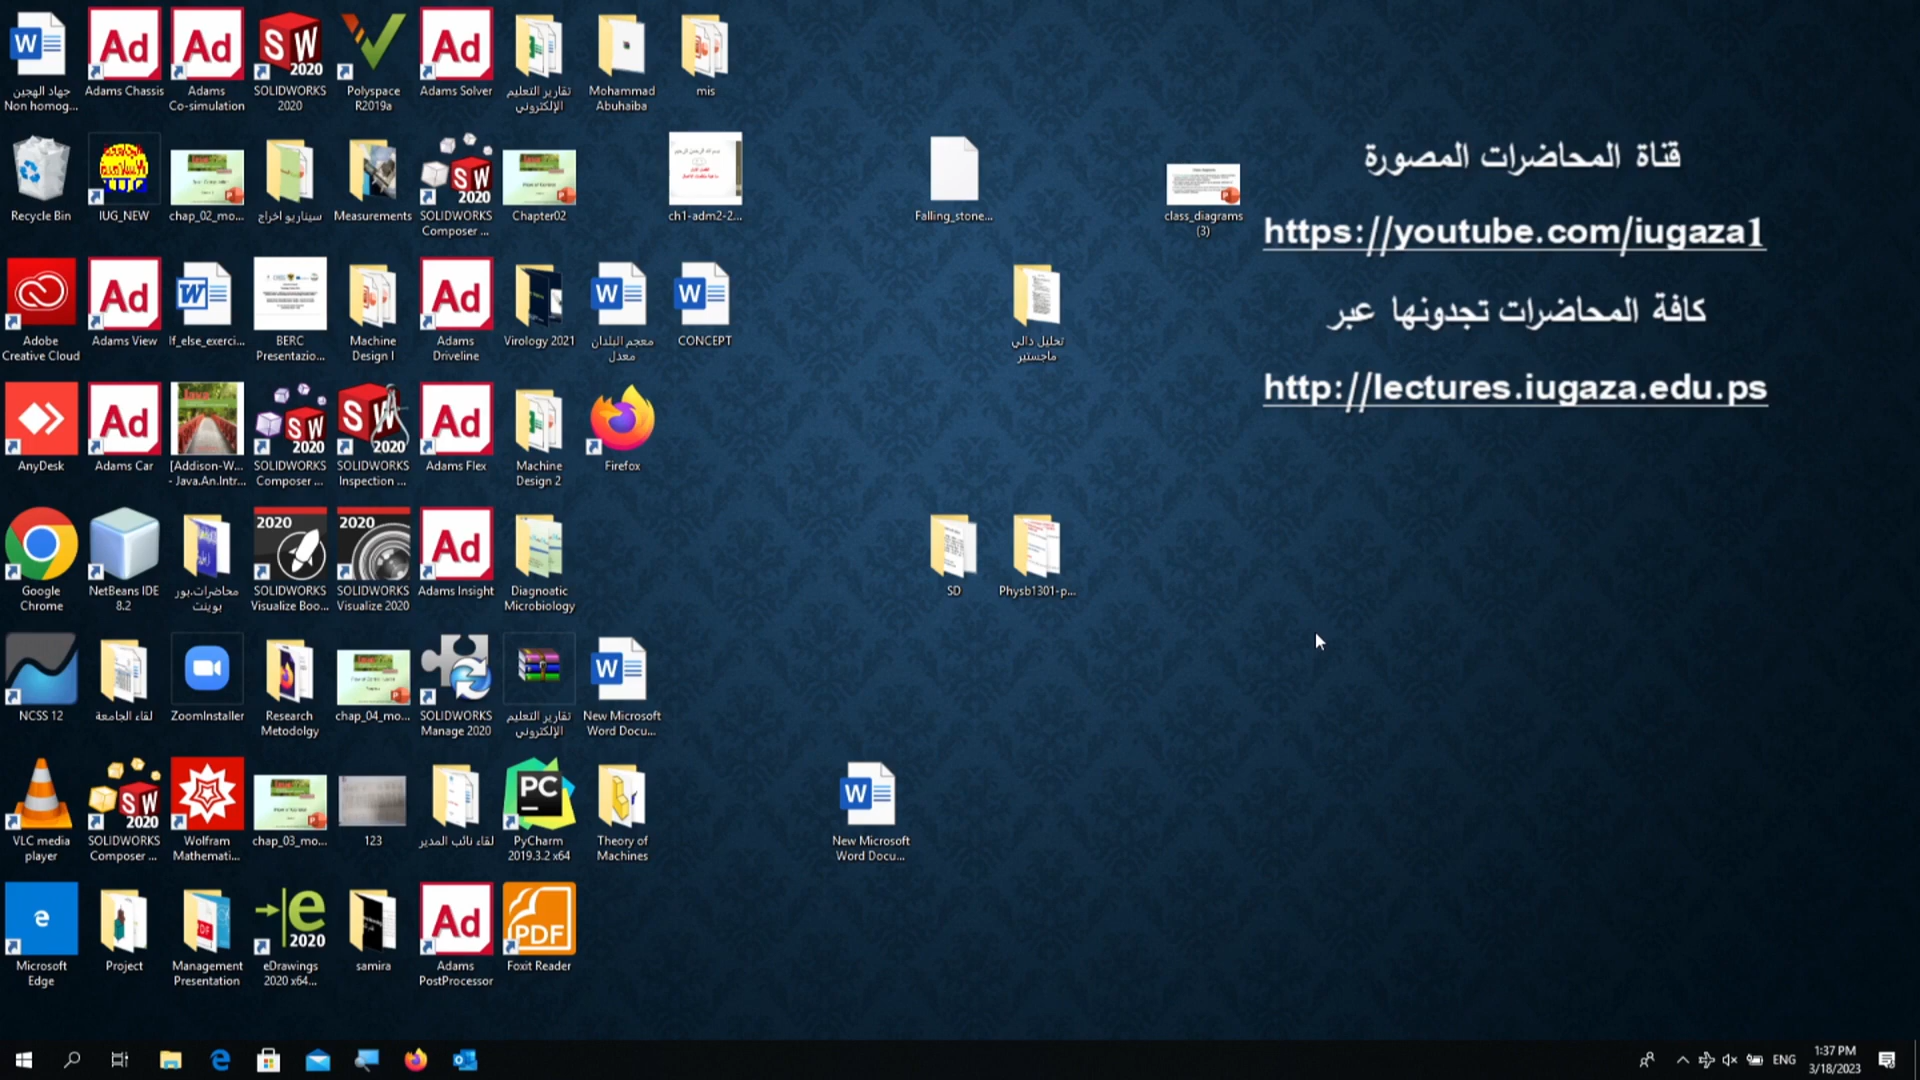 جهاد الهجين
Non homog...
Adams Chassis
Adams
Co-simulation
SOLIDWORKS
2020
Polyspace
R2019a
Adams Solver
تقارير التعليم
الإلكتروني
Mohammad
Abuhaiba
mis
Recycle Bin
IUG_NEW
chap_02_mo...
سيناريو اخراج
Measurements
SOLIDWORKS
Composer ...
Chapter02
ch1-adm2-2...
Falling_stone...
class_diagrams
(3)
قناة المحاضرات المصورة
https://youtube.com/iugaza1
كافة المحاضرات تجدونها عبر
http://lectures.iugaza.edu.ps
Adobe
Creative Cloud
Adams View
If_else_exerci...
BERC
Presentazio...
Machine
Design I
Adams
Driveline
Virology 2021
معجم البلدان
معدل
CONCEPT
تحليل دالي
ماجستير
AnyDesk
Adams Car
[Addison-W...
- Java.An.Intr...
SOLIDWORKS
Composer ...
SOLIDWORKS
Inspection ...
Adams Flex
Machine
Design 2
Firefox
Google
Chrome
NetBeans IDE
8.2
محاضرات،بور
بوينت
SOLIDWORKS
Visualize Boo...
SOLIDWORKS
Visualize 2020
Adams Insight
Diagnostic
Microbiology
SD
Physb1301-p...
NCSS 12
لقاء الجامعة
ZoomInstaller
Research
Metodolgy
chap_04_mo...
SOLIDWORKS
Manage 2020
تقارير التعليم
الإلكتروني
New Microsoft
Word Docu...
VLC media
player
SOLIDWORKS
Composer ...
Wolfram
Mathemati...
chap_03_mo...
123
لقاء نائب المدير
PyCharm
2019.3.2 x64
Theory of
Machines
New Microsoft
Word Docu...
Microsoft
Edge
Project
Management
Presentation
eDrawings
2020 x64...
samira
Adams
PostProcessor
Foxit Reader
ENG
1:37 PM
3/18/2023